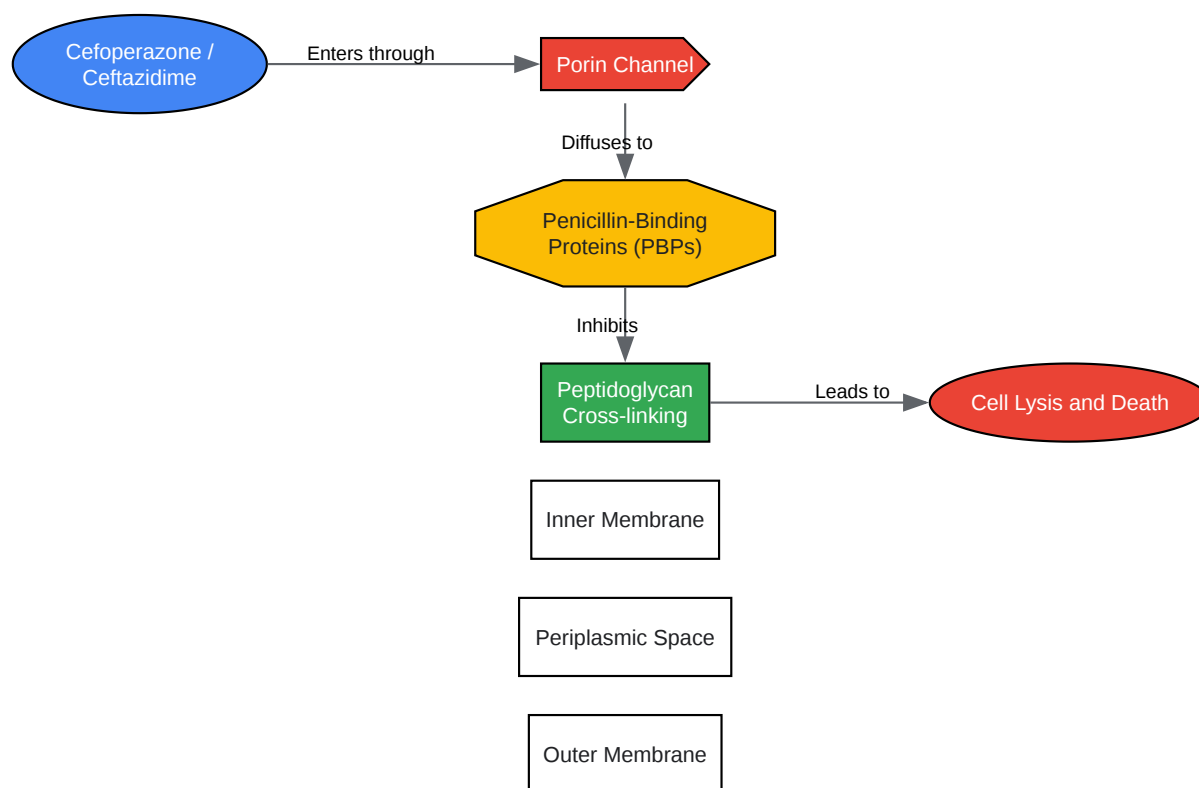 Cefoperazone /
Ceftazidime
Enters through
Porin Channel
Diffuses to
Penicillin-Binding
Proteins (PBPs)
Inhibits
Peptidoglycan
Cross-linking
Leads to
Cell Lysis and Death
Inner Membrane
Periplasmic Space
Outer Membrane